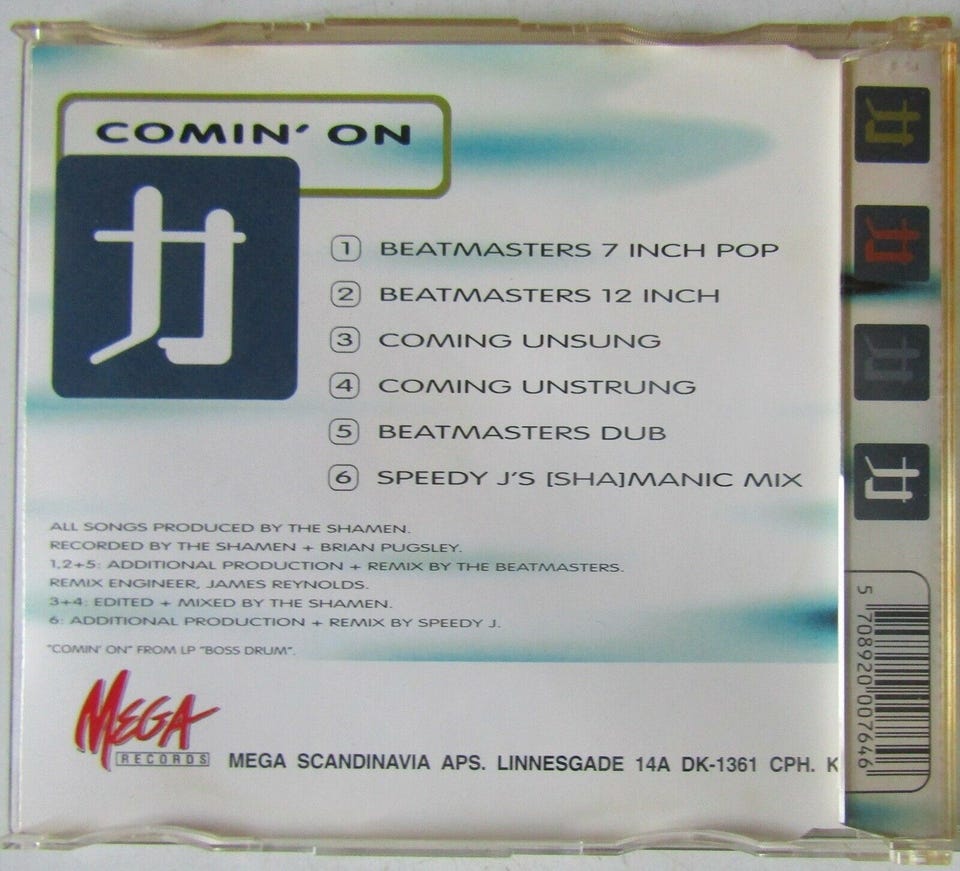 COMIN' ON
1 BEATMASTERS 7 INCH POP
2 BEATMASTERS 12 INCH
3 COMING UNSUNG
4 COMING UNSTRUNG
5 BEATMASTERS DUB
6 SPEEDY J'S [SHA]MANIC MIX
ALL SONGS PRODUCED BY THE SHAMEN.
RECORDED BY THE SHAMEN + BRIAN PUGSLEY.
1,2+5: ADDITIONAL PRODUCTION + REMIX BY THE BEATMASTERS.
REMIX ENGINEER, JAMES REYNOLDS.
3+4: EDITED + MIXED BY THE SHAMEN.
6: ADDITIONAL PRODUCTION + REMIX BY SPEEDY J.
"COMIN' ON" FROM LP "BOSS DRUM".
MEGA
RECORDS
MEGA SCANDINAVIA APS. LINNESGADE 14A DK-1361 CPH. K
5 708920 007646